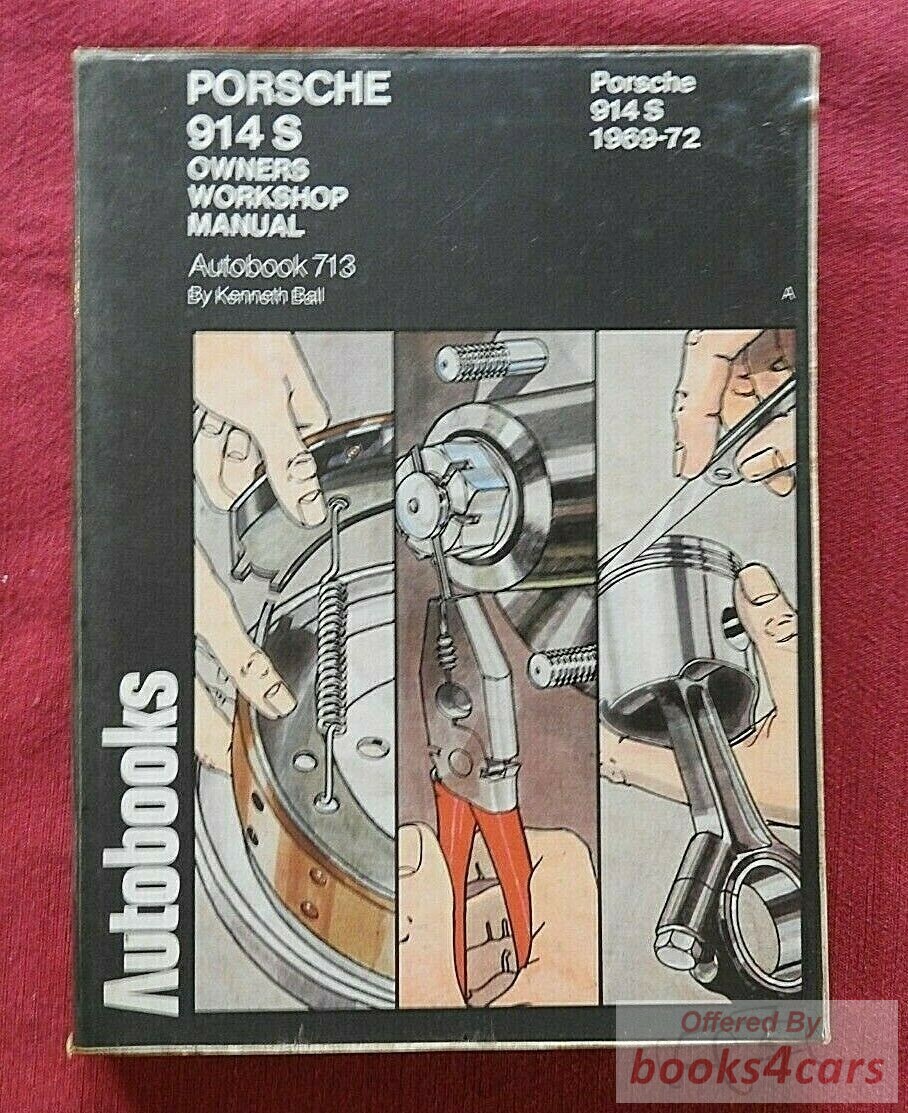 PORSCHE
914 S
OWNERS
WORKSHOP
MANUAL
Autobook 713
By Kenneth Ball
Porsche
914 S
1969-72
Autobooks
Offered By
books4cars